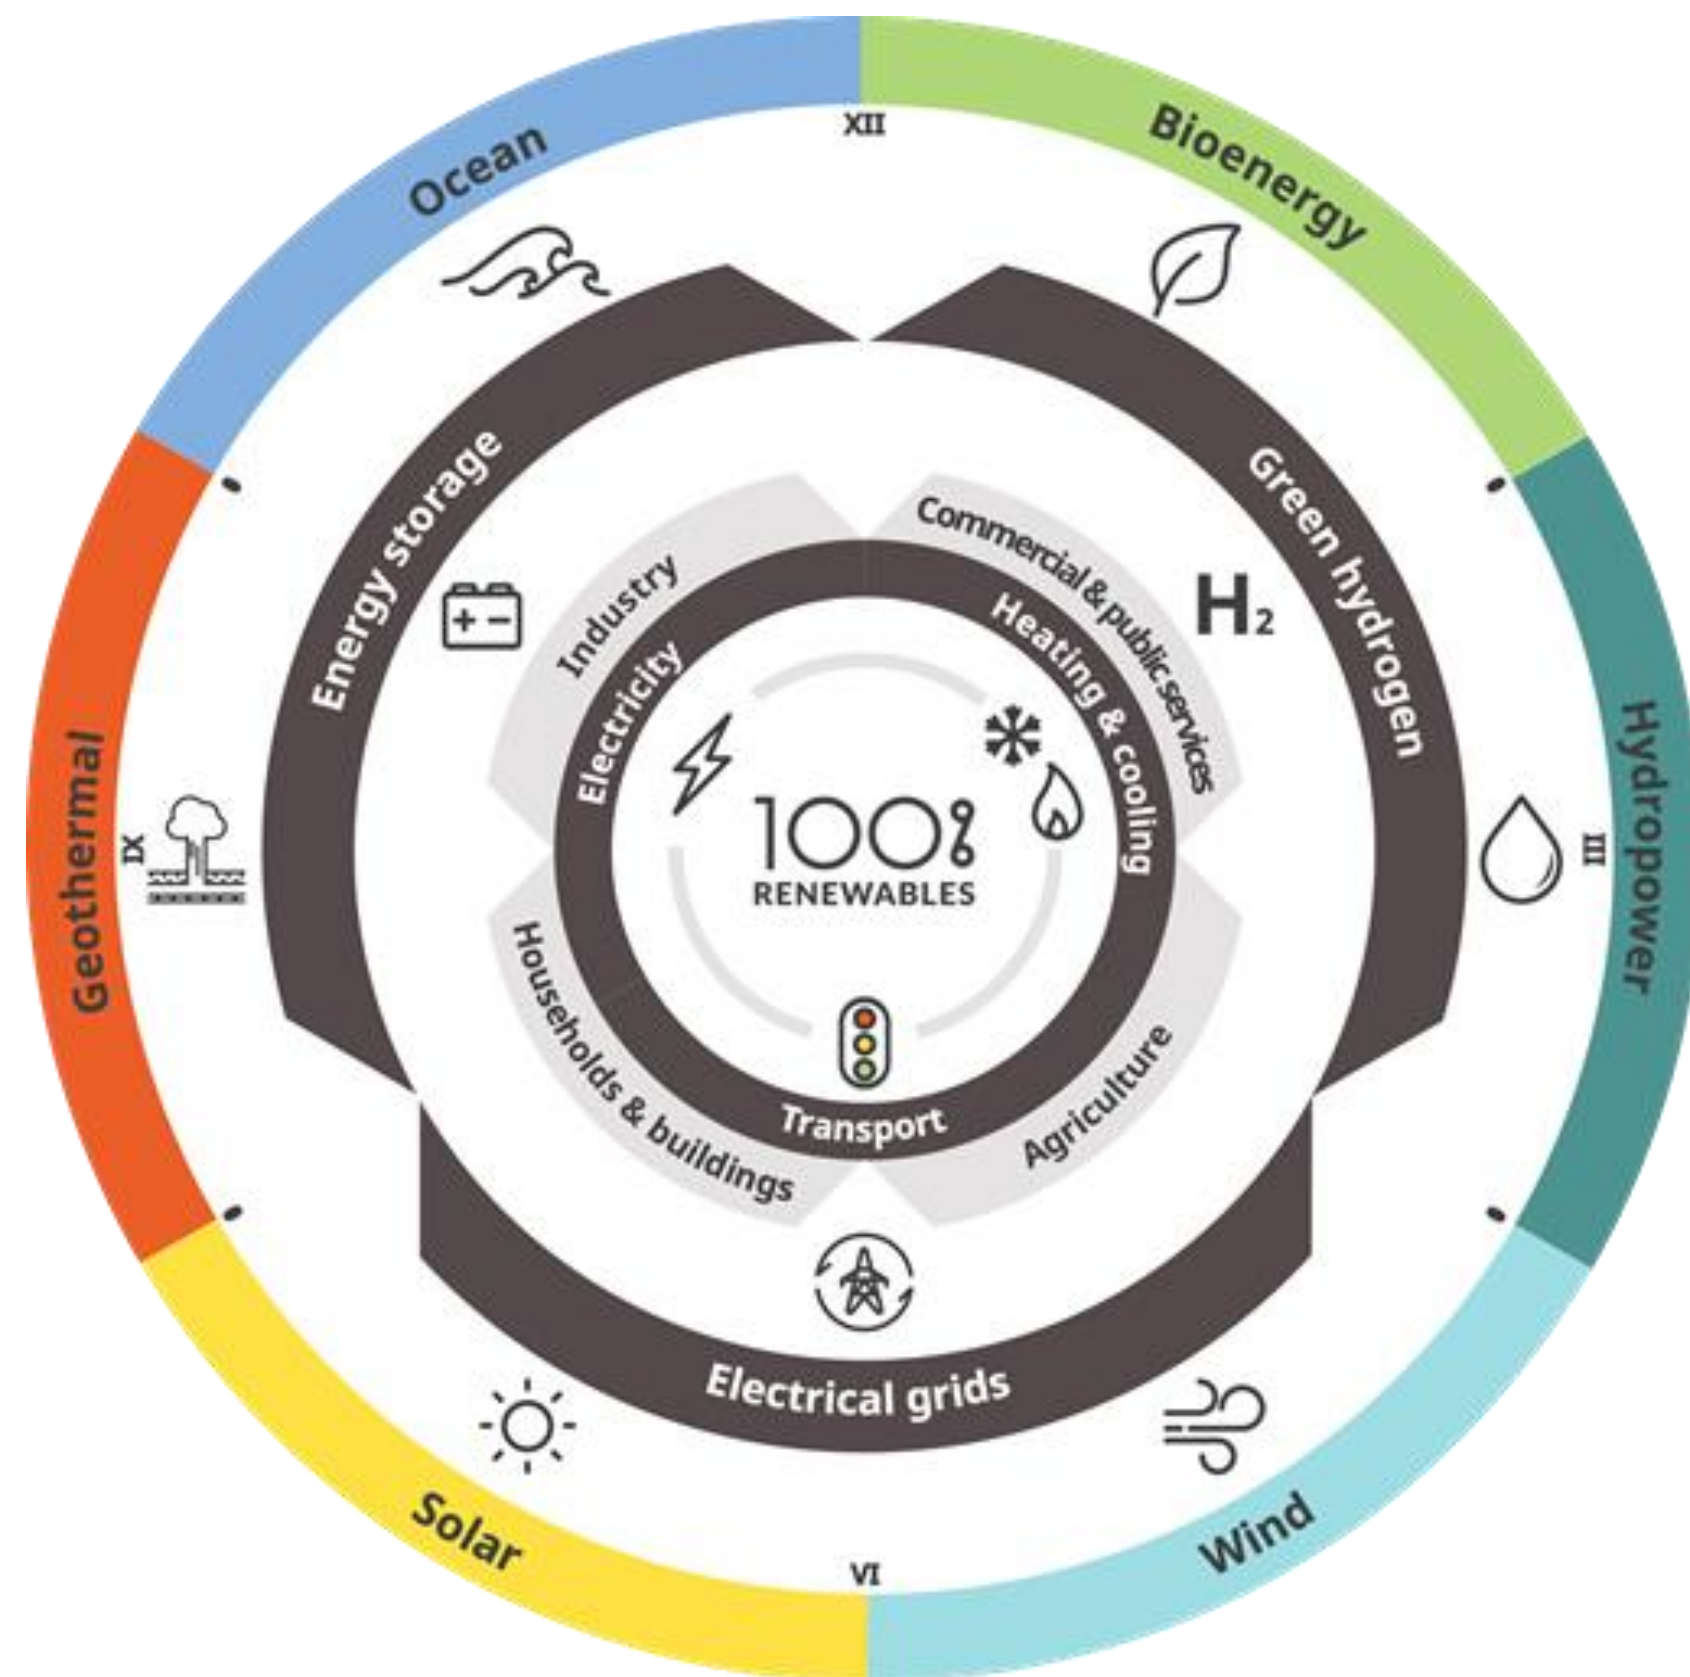 Ocean
Bioenergy
Hydropower
Wind
Solar
Geothermal
XII
III
VI
IX
Energy storage
Green hydrogen
Electrical grids
H₂
+ −
Industry
Commercial & public services
Agriculture
Households & buildings
Electricity
Heating & cooling
Transport
100%
RENEWABLES